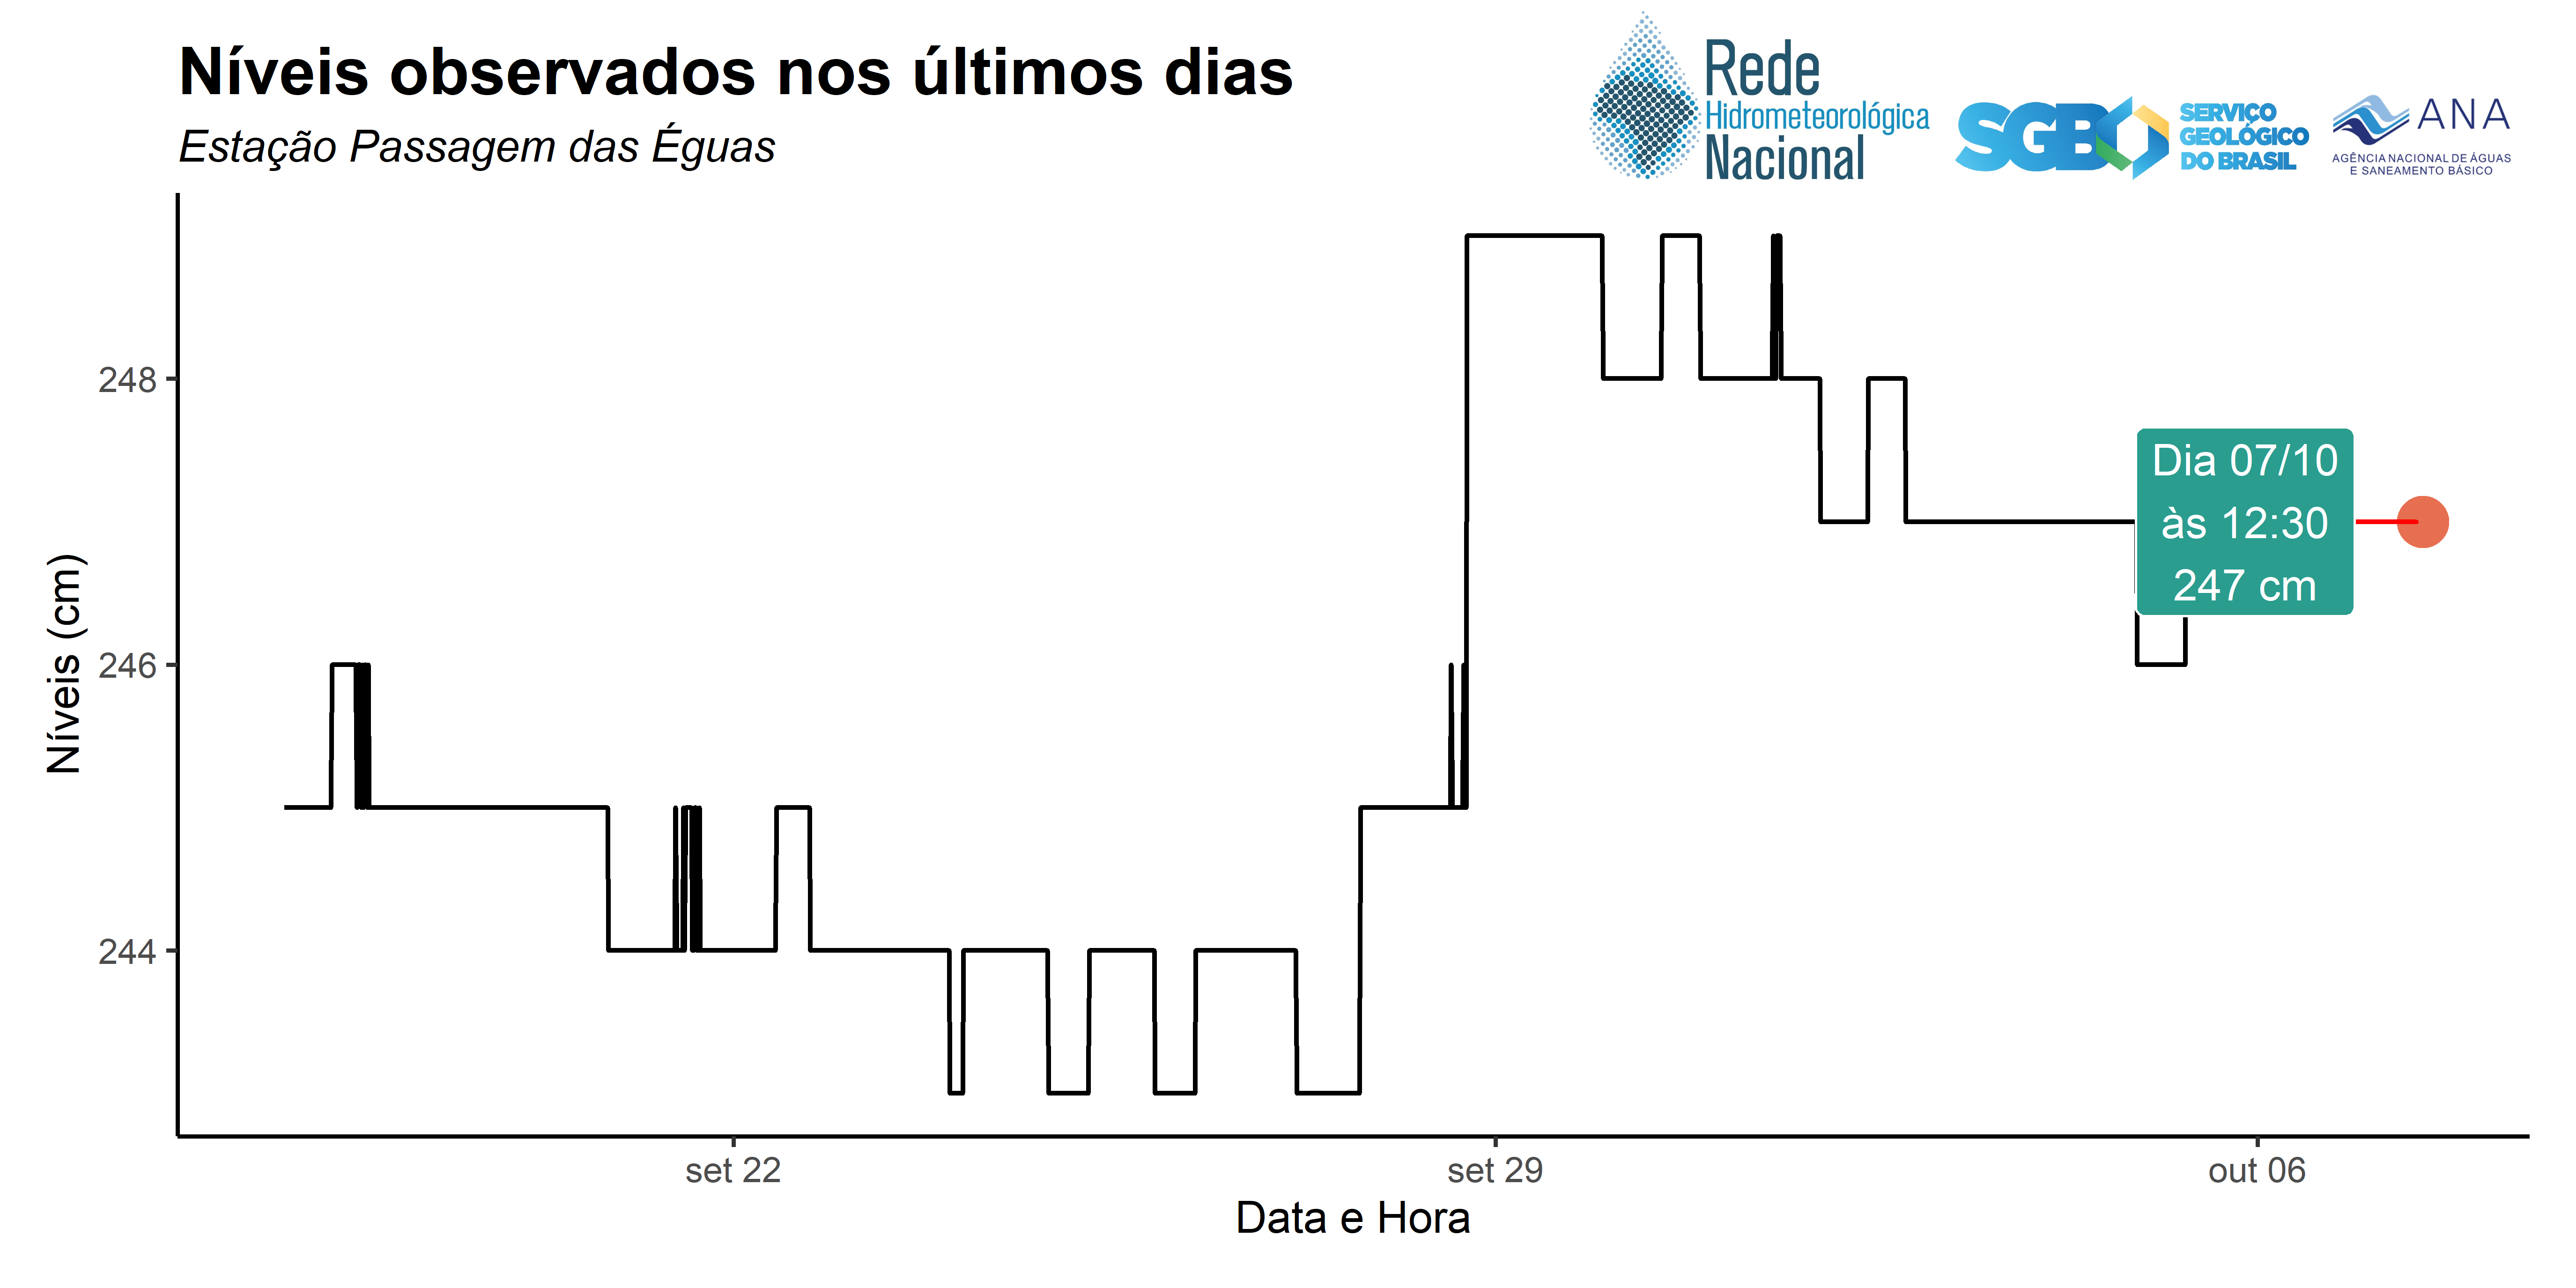 Níveis observados nos últimos dias
Estação Passagem das Éguas
Rede
Hidrometeorológica
Nacional
SGB
SERVIÇO
GEOLÓGICO
DO BRASIL
ANA
AGÊNCIA NACIONAL DE ÁGUAS
E SANEAMENTO BÁSICO
Níveis (cm)
248
246
244
Dia 07/10
às 12:30
247 cm
set 22
set 29
out 06
Data e Hora